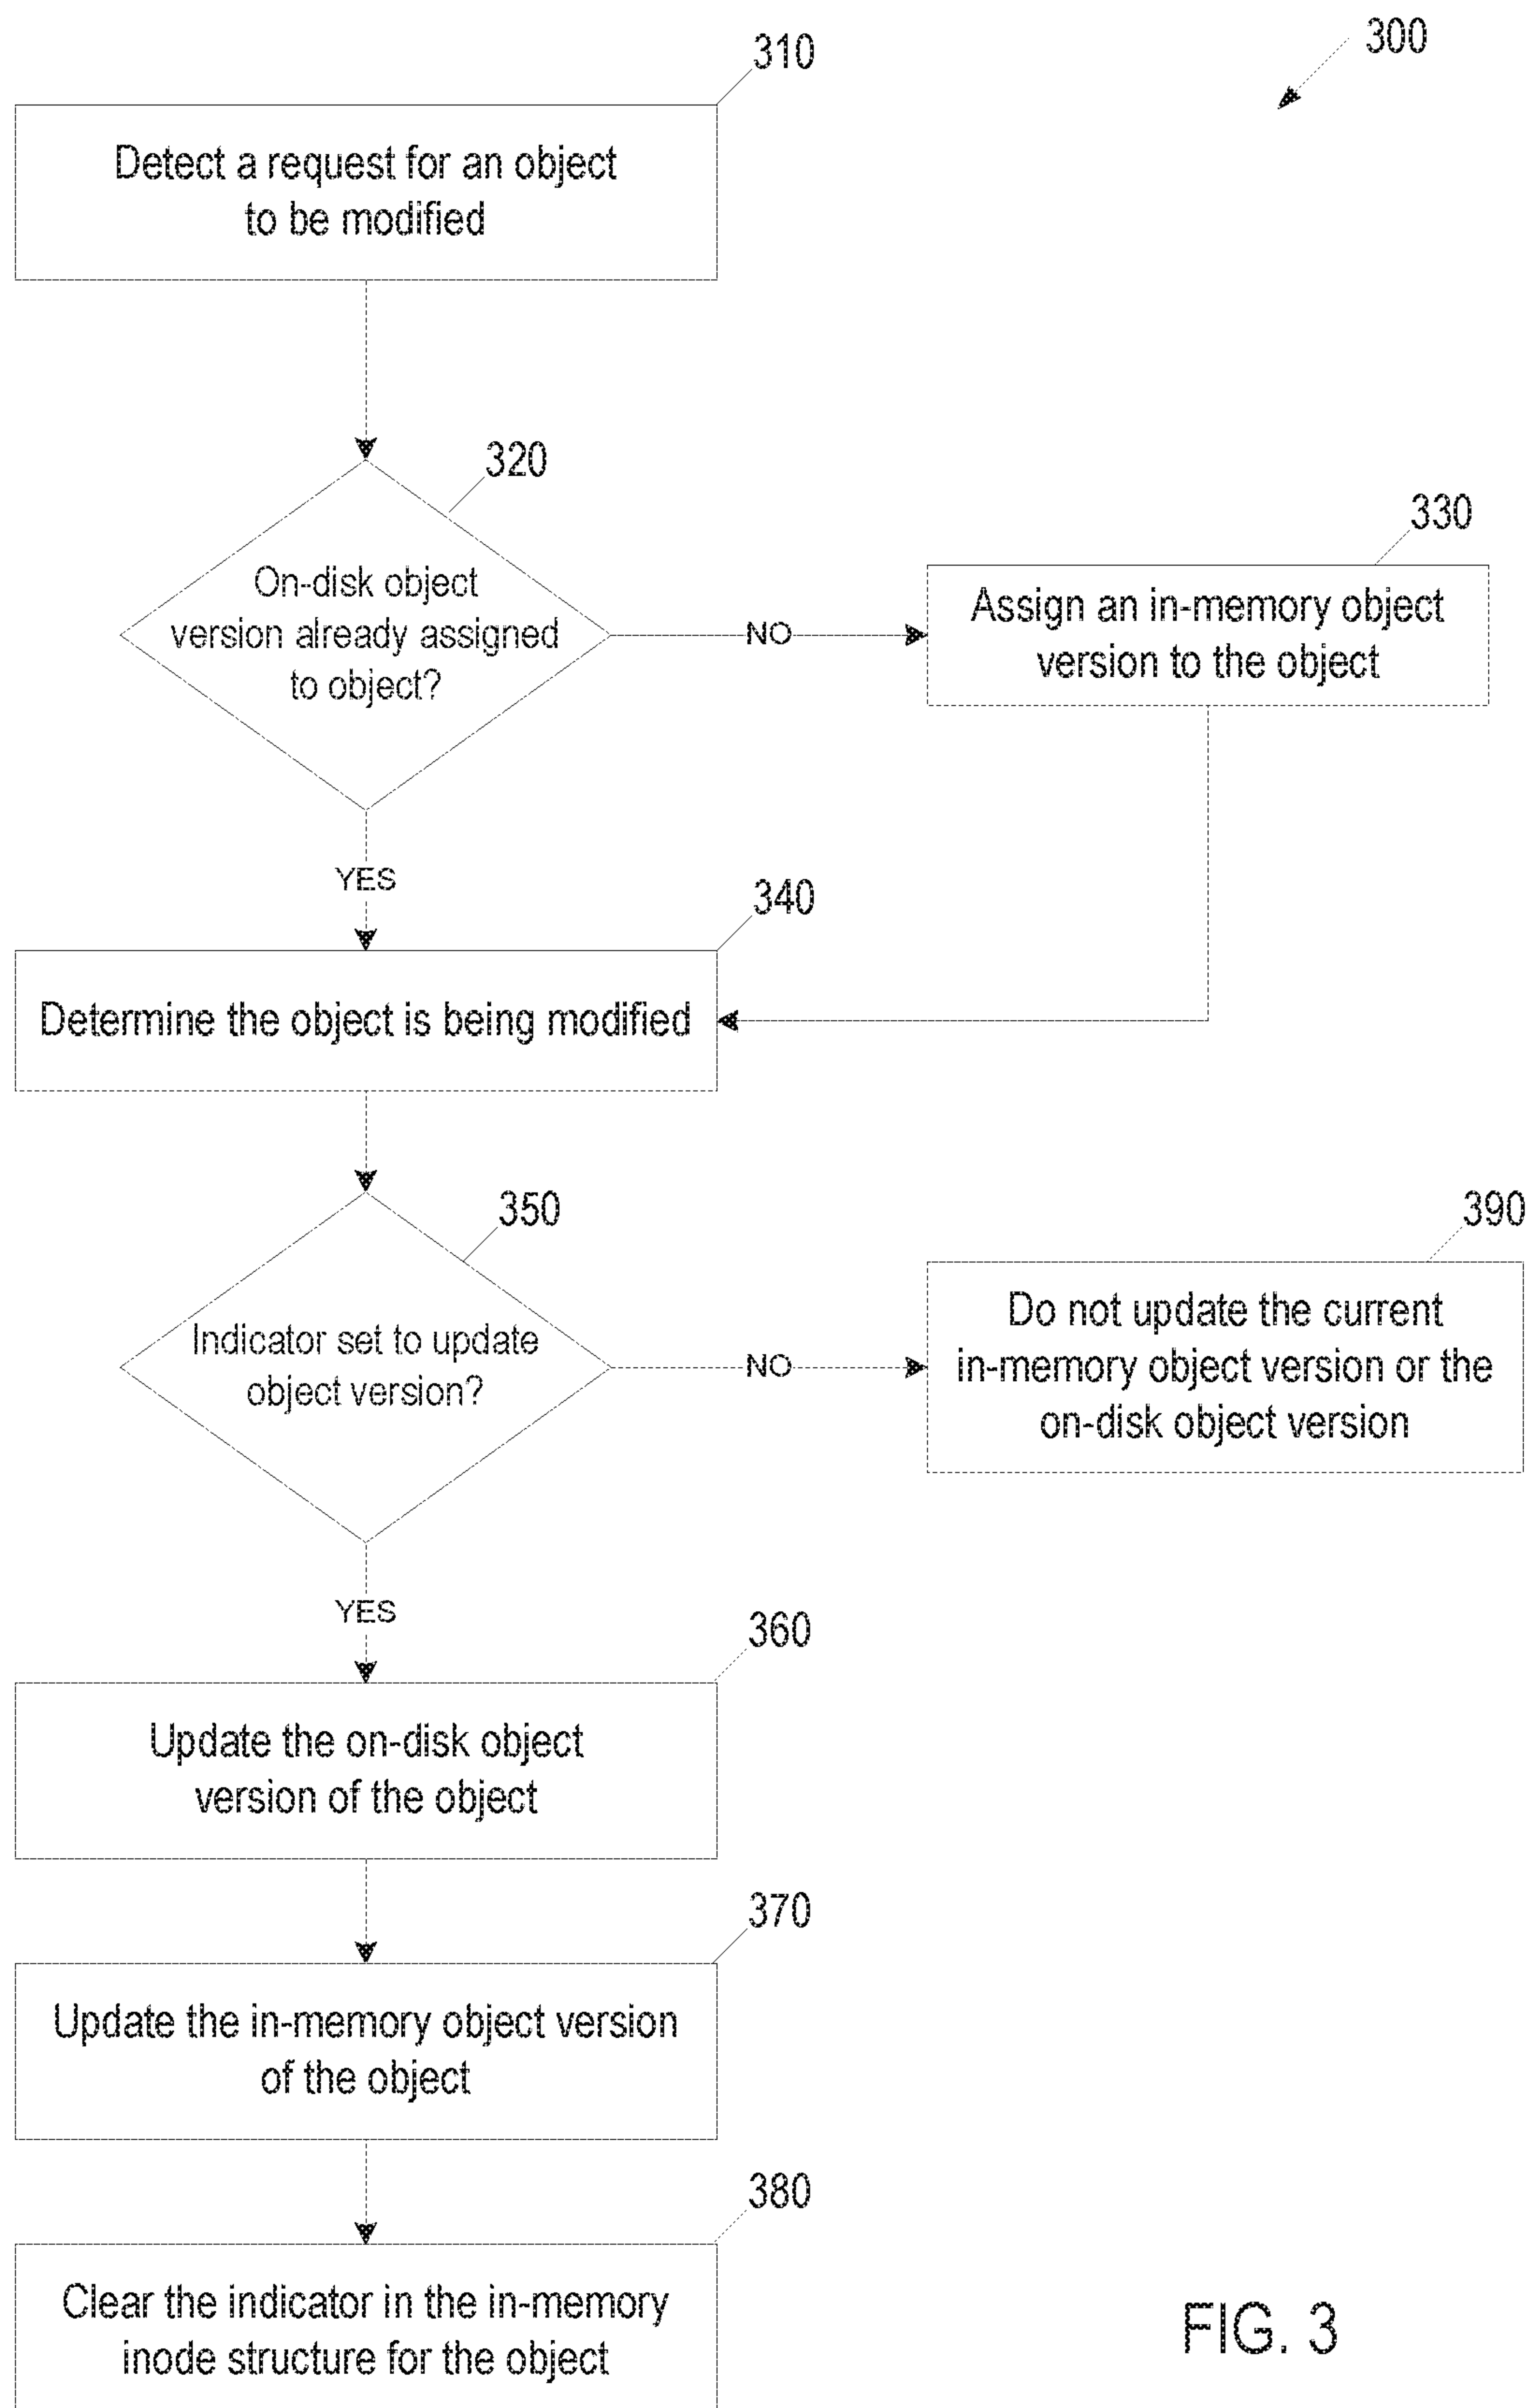 300
310
Detect a request for an object
to be modified
320
On-disk object
version already assigned
to object?
NO
330
Assign an in-memory object
version to the object
YES
340
Determine the object is being modified
350
Indicator set to update
object version?
NO
390
Do not update the current
in-memory object version or the
on-disk object version
YES
360
Update the on-disk object
version of the object
370
Update the in-memory object version
of the object
380
Clear the indicator in the in-memory
inode structure for the object
FIG. 3